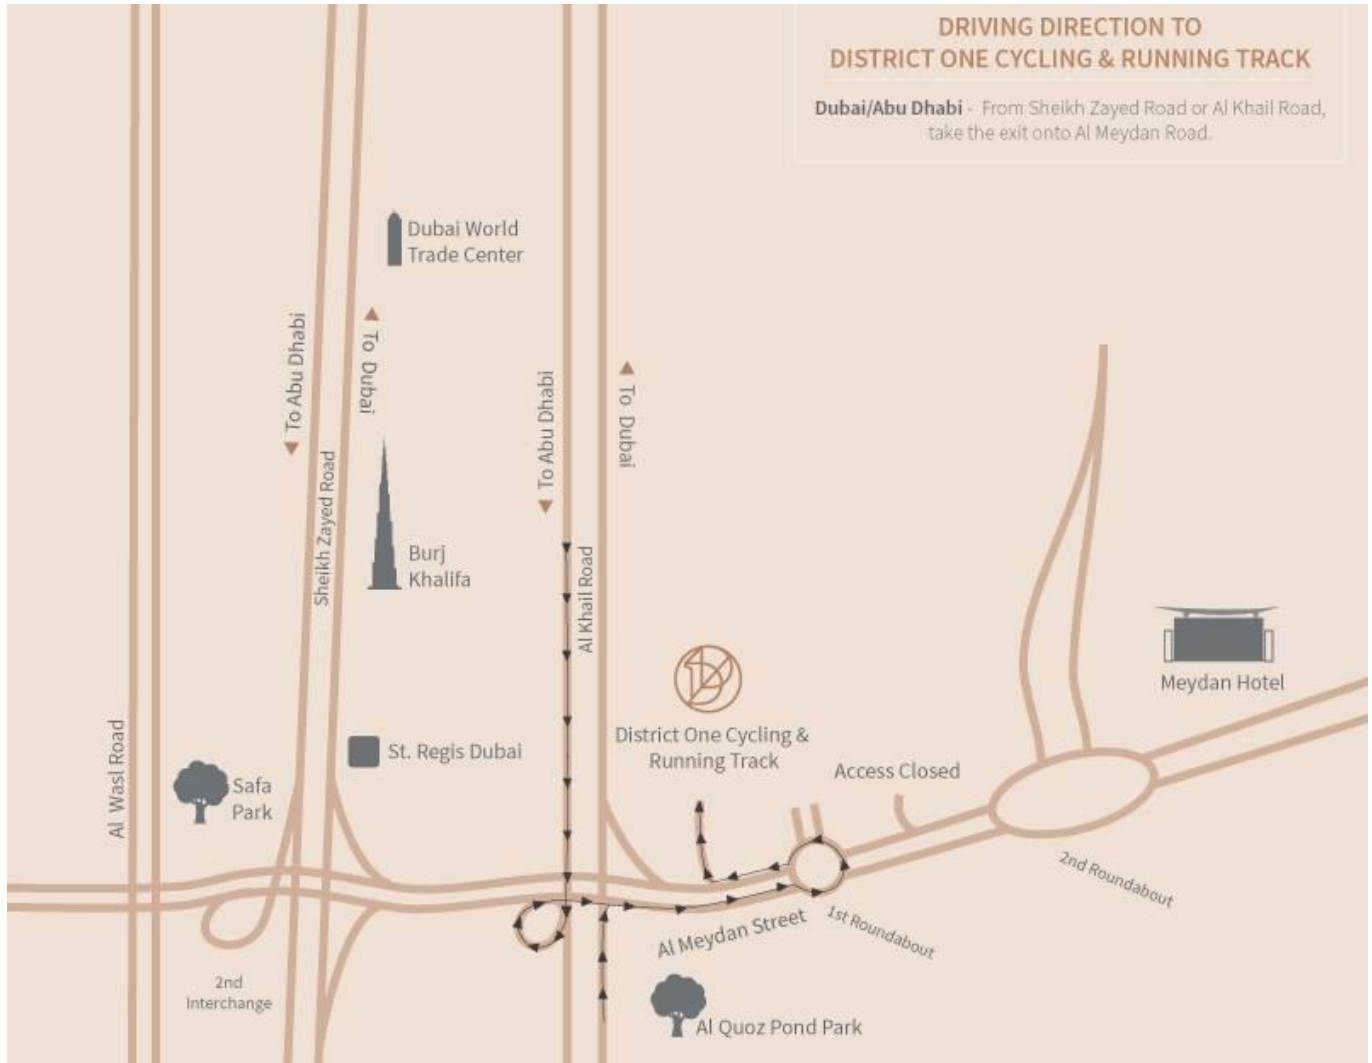 DRIVING DIRECTION TO
DISTRICT ONE CYCLING & RUNNING TRACK
Dubai/Abu Dhabi - From Sheikh Zayed Road or Al Khail Road,
take the exit onto Al Meydan Road.
Dubai World
Trade Center
To Abu Dhabi
To Dubai
To Abu Dhabi
To Dubai
Sheikh Zayed Road
Burj
Khalifa
Al Khail Road
Meydan Hotel
Al Wasl Road
St. Regis Dubai
District One Cycling &
Running Track
Access Closed
Safa
Park
2nd Roundabout
1st Roundabout
Al Meydan Street
2nd
Interchange
Al Quoz Pond Park